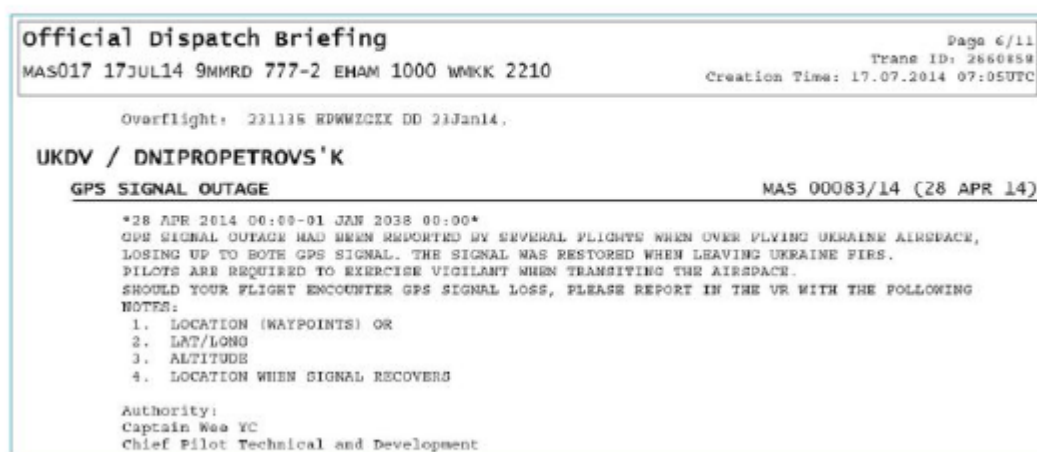 Official Dispatch Briefing
Page 6/11
MAS017 17JUL14 9MMRD 777-2 EHAM 1000 WMKK 2210
Trans ID: 2660858
Creation Time: 17.07.2014 07:05UTC
Overflight: DD 23Jan14.
UKDV / DNIPROPETROVS'K
GPS SIGNAL OUTAGE
MAS 00083/14 (28 APR 14)
*28 APR 2014 00:00-01 JAN 2038 00:00*
GPS SIGNAL OUTAGE HAD BEEN REPORTED BY SEVERAL FLIGHTS WHEN OVER FLYING UKRAINE AIRSPACE,
LOSING UP TO BOTH GPS SIGNAL. THE SIGNAL WAS RESTORED WHEN LEAVING UKRAINE FIRS.
PILOTS ARE REQUIRED TO EXERCISE VIGILANT WHEN TRANSITING THE AIRSPACE.
SHOULD YOUR FLIGHT ENCOUNTER GPS SIGNAL LOSS, PLEASE REPORT IN THE VR WITH THE FOLLOWING
NOTES:
1. LOCATION (WAYPOINTS) OR
2. LAT/LONG
3. ALTITUDE
4. LOCATION WHEN SIGNAL RECOVERS
Authority:
Captain Wee YC
Chief Pilot Technical and Development